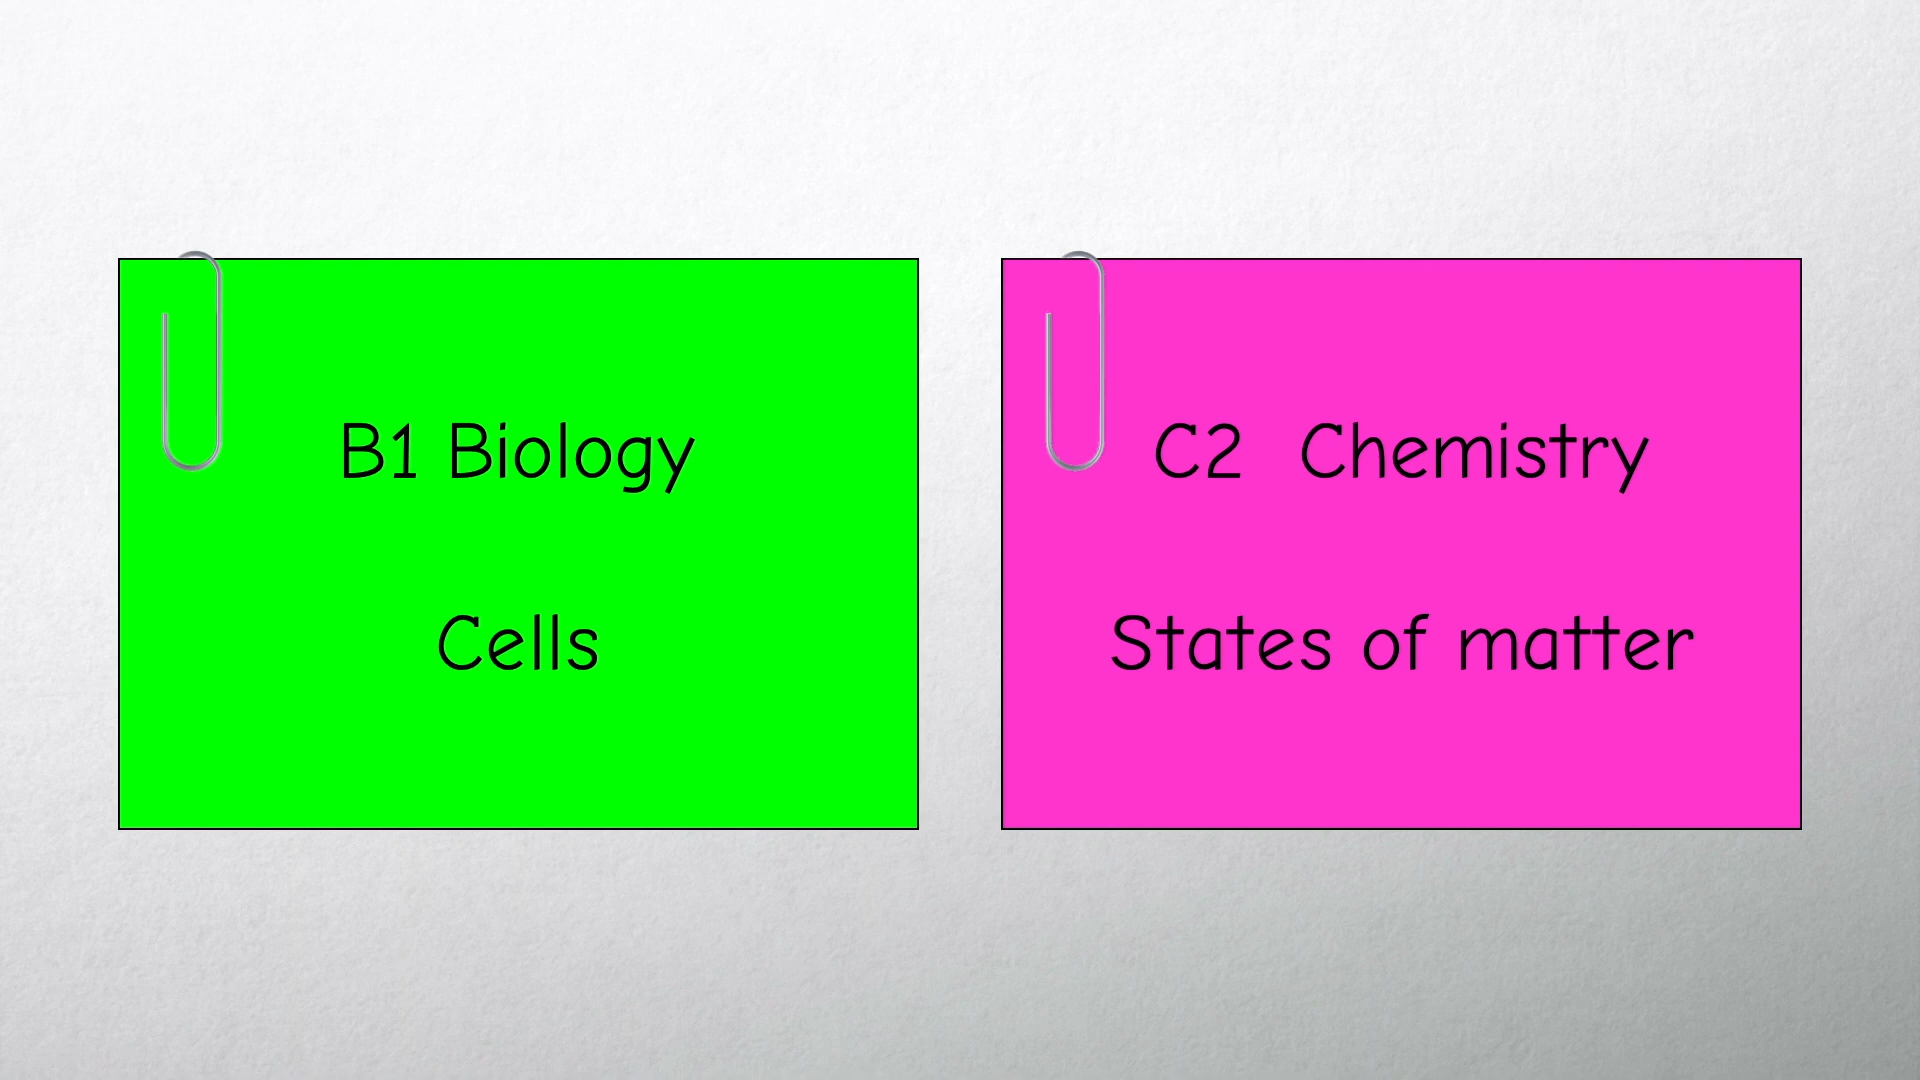 B1 Biology
Cells
C2  Chemistry
States of matter